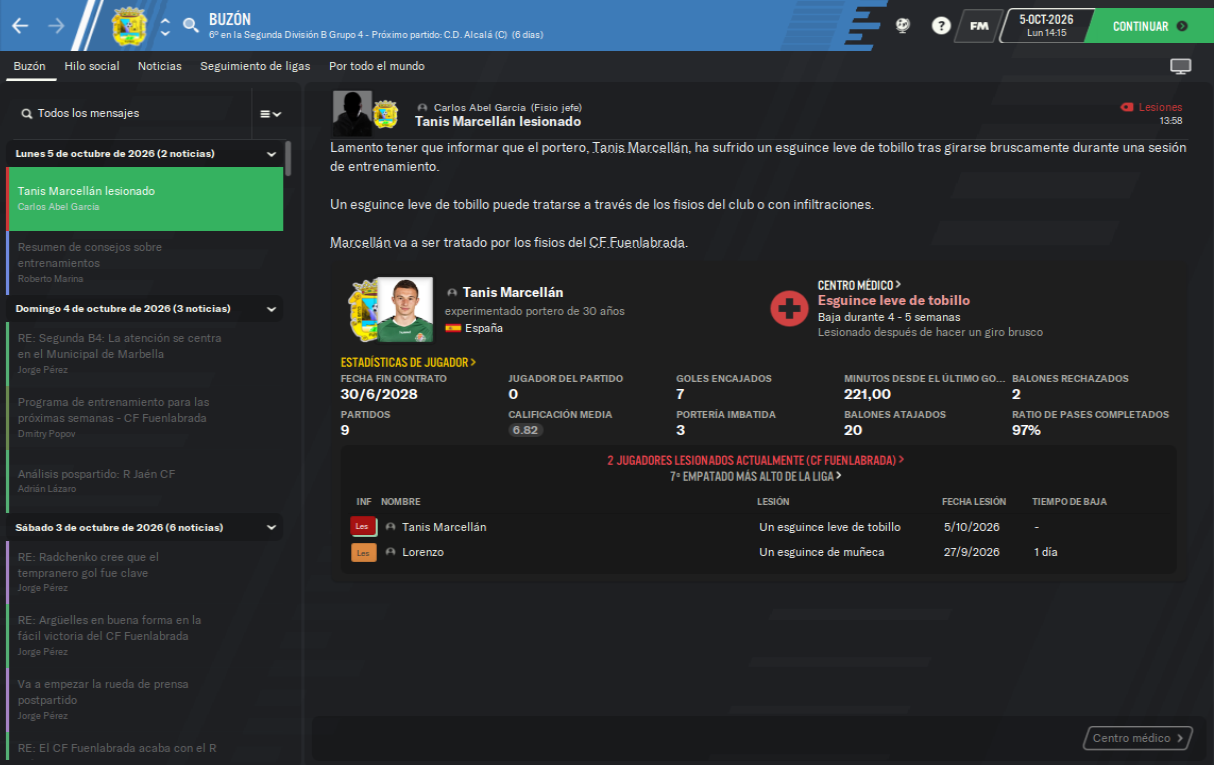 BUZÓN
6º en la Segunda División B Grupo 4 - Próximo partido: C.D. Alcalá (C) (6 dias)
?
FM
5-OCT-2026
Lun 14:15
CONTINUAR
Buzón
Hilo social
Noticias
Seguimiento de ligas
Por todo el mundo
Todos los mensajes
Lunes 5 de octubre de 2026 (2 noticias)
Tanis Marcellán lesionado
Carlos Abel García
Resumen de consejos sobre
entrenamientos
Roberto Marina
Domingo 4 de octubre de 2026 (3 noticias)
RE: Segunda B4: La atención se centra
en el Municipal de Marbella
Jorge Pérez
Programa de entrenamiento para las
próximas semanas - CF Fuenlabrada
Dmitry Popov
Análisis pospartido: R Jaén CF
Adrián Lázaro
Sábado 3 de octubre de 2026 (6 noticias)
RE: Radchenko cree que el
tempranero gol fue clave
Jorge Pérez
RE: Argüelles en buena forma en la
fácil victoria del CF Fuenlabrada
Jorge Pérez
Va a empezar la rueda de prensa
postpartido
Jorge Pérez
RE: El CF Fuenlabrada acaba con el R
Carlos Abel García (Fisio jefe)
Tanis Marcellán lesionado
Lesiones
13:58
Lamento tener que informar que el portero, Tanis Marcellán, ha sufrido un esguince leve de tobillo tras girarse bruscamente durante una sesión
de entrenamiento.
Un esguince leve de tobillo puede tratarse a través de los fisios del club o con infiltraciones.
Marcellán va a ser tratado por los fisios del CF Fuenlabrada.
Tanis Marcellán
experimentado portero de 30 años
España
CENTRO MÉDICO
Esguince leve de tobillo
Baja durante 4 - 5 semanas
Lesionado después de hacer un giro brusco
ESTADÍSTICAS DE JUGADOR
FECHA FIN CONTRATO
30/6/2028
JUGADOR DEL PARTIDO
0
GOLES ENCAJADOS
7
MINUTOS DESDE EL ÚLTIMO GO...
221,00
BALONES RECHAZADOS
2
PARTIDOS
9
CALIFICACIÓN MEDIA
6.82
PORTERÍA IMBATIDA
3
BALONES ATAJADOS
20
RATIO DE PASES COMPLETADOS
97%
2 JUGADORES LESIONADOS ACTUALMENTE (CF FUENLABRADA)
7º EMPATADO MÁS ALTO DE LA LIGA
INF NOMBRE LESIÓN FECHA LESIÓN TIEMPO DE BAJA
Les Tanis Marcellán Un esguince leve de tobillo 5/10/2026 -
Les Lorenzo Un esguince de muñeca 27/9/2026 1 día
Centro médico